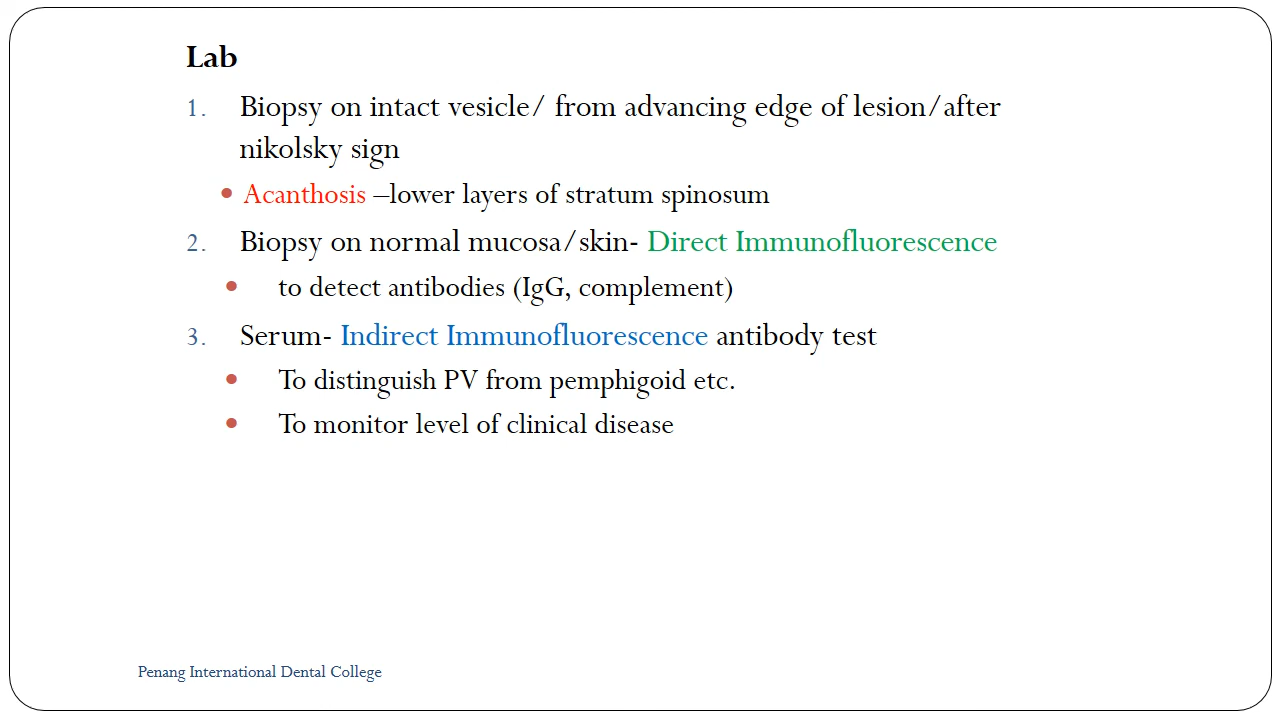 Lab
1. Biopsy on intact vesicle/ from advancing edge of lesion/after
nikolsky sign
• Acanthosis –lower layers of stratum spinosum
2. Biopsy on normal mucosa/skin- Direct Immunofluorescence
• to detect antibodies (IgG, complement)
3. Serum- Indirect Immunofluorescence antibody test
• To distinguish PV from pemphigoid etc.
• To monitor level of clinical disease
Penang International Dental College